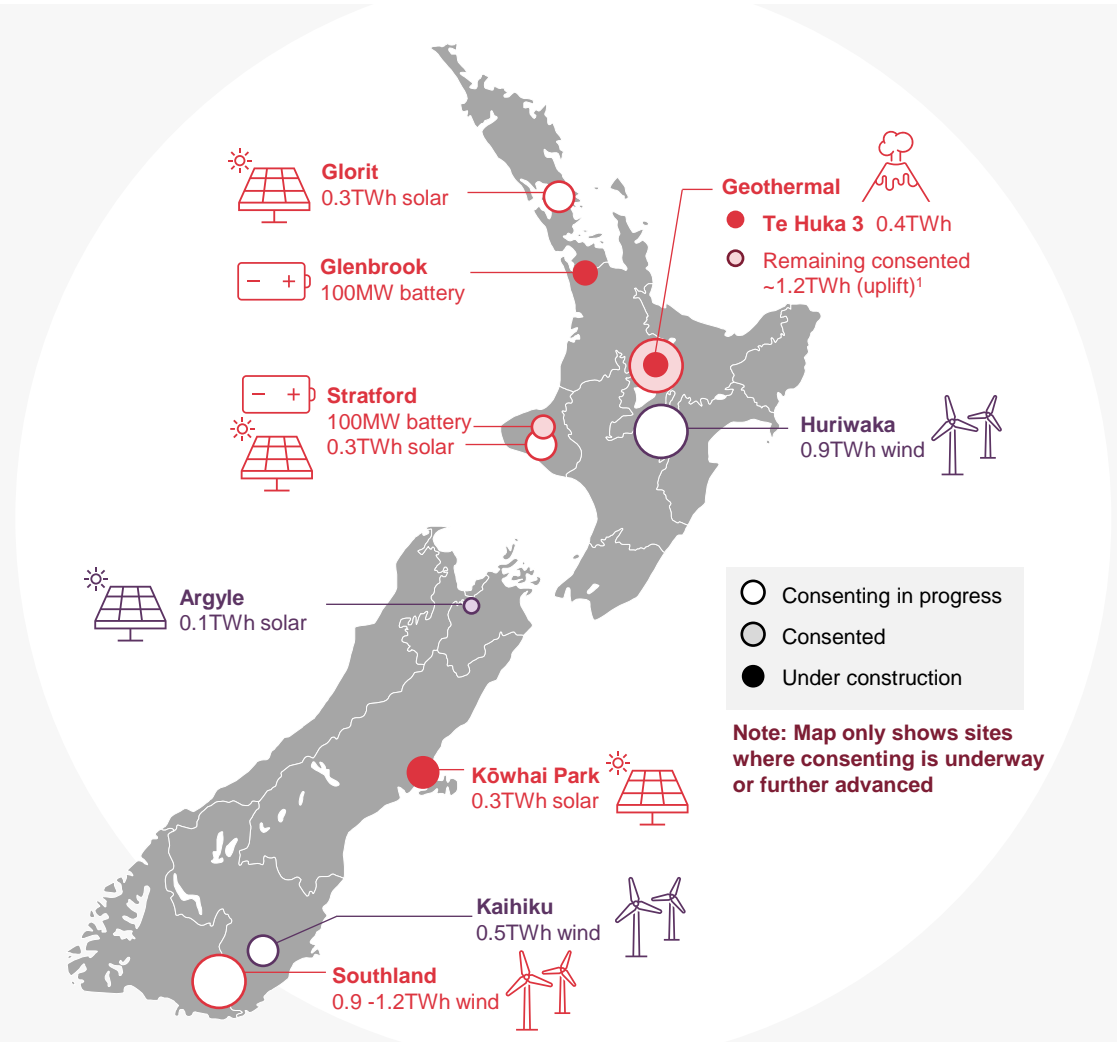 Glorit
0.3TWh solar
Glenbrook
100MW battery
Geothermal
Te Huka 3 0.4TWh
Remaining consented
~1.2TWh (uplift)¹
Stratford
100MW battery
0.3TWh solar
Huriwaka
0.9TWh wind
Argyle
0.1TWh solar
Consenting in progress
Consented
Under construction
Note: Map only shows sites
where consenting is underway
or further advanced
Kōwhai Park
0.3TWh solar
Kaihiku
0.5TWh wind
Southland
0.9 -1.2TWh wind